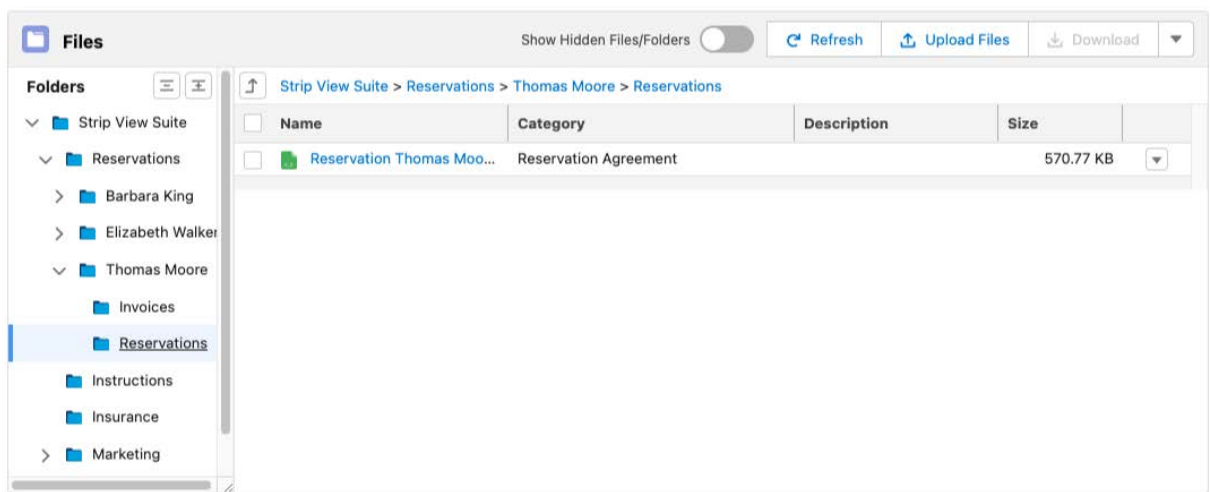 Files
Show Hidden Files/Folders
Refresh
Upload Files
Download
Folders
Strip View Suite > Reservations > Thomas Moore > Reservations
Strip View Suite
Reservations
Barbara King
Elizabeth Walker
Thomas Moore
Invoices
Reservations
Instructions
Insurance
Marketing
Name Category Description Size
Reservation Thomas Moo... Reservation Agreement 570.77 KB